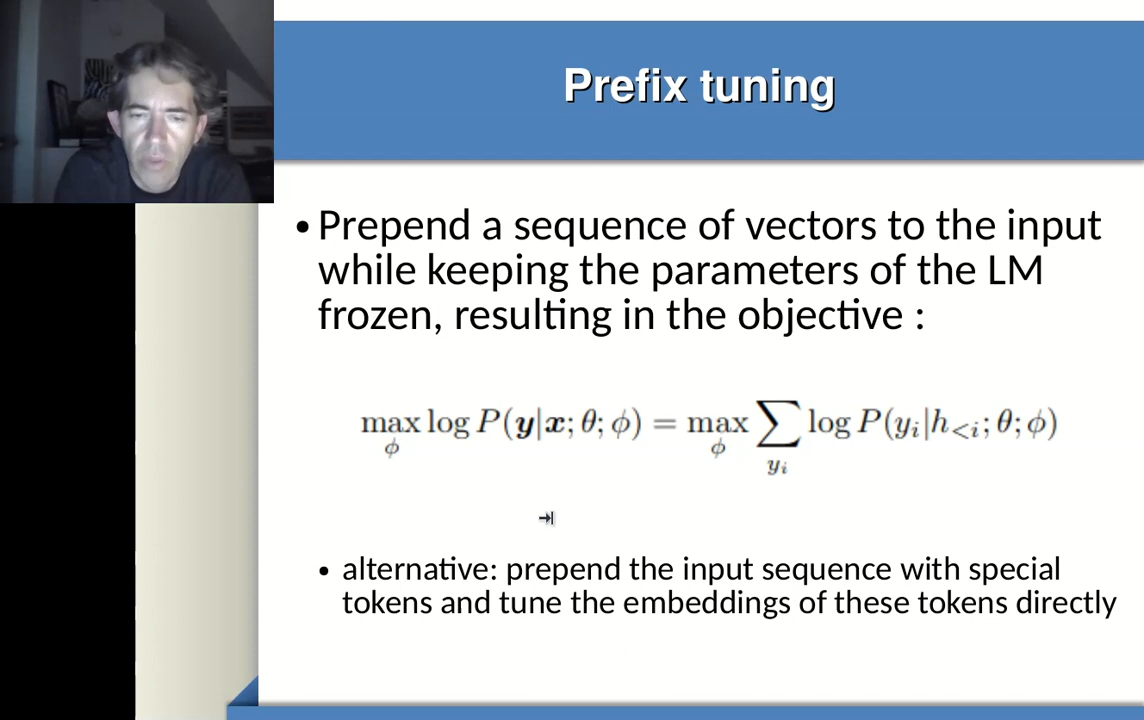 Prefix tuning
• Prepend a sequence of vectors to the input
while keeping the parameters of the LM
frozen, resulting in the objective :
max_ϕ log P(y|x; θ; ϕ) = max_ϕ ∑_{y_i} log P(y_i|h_{<i}; θ; ϕ)
• alternative: prepend the input sequence with special
tokens and tune the embeddings of these tokens directly